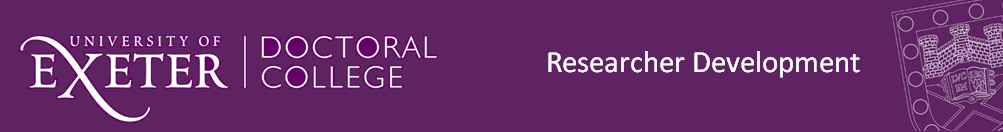 UNIVERSITY OF
EXETER
DOCTORAL
COLLEGE
Researcher Development